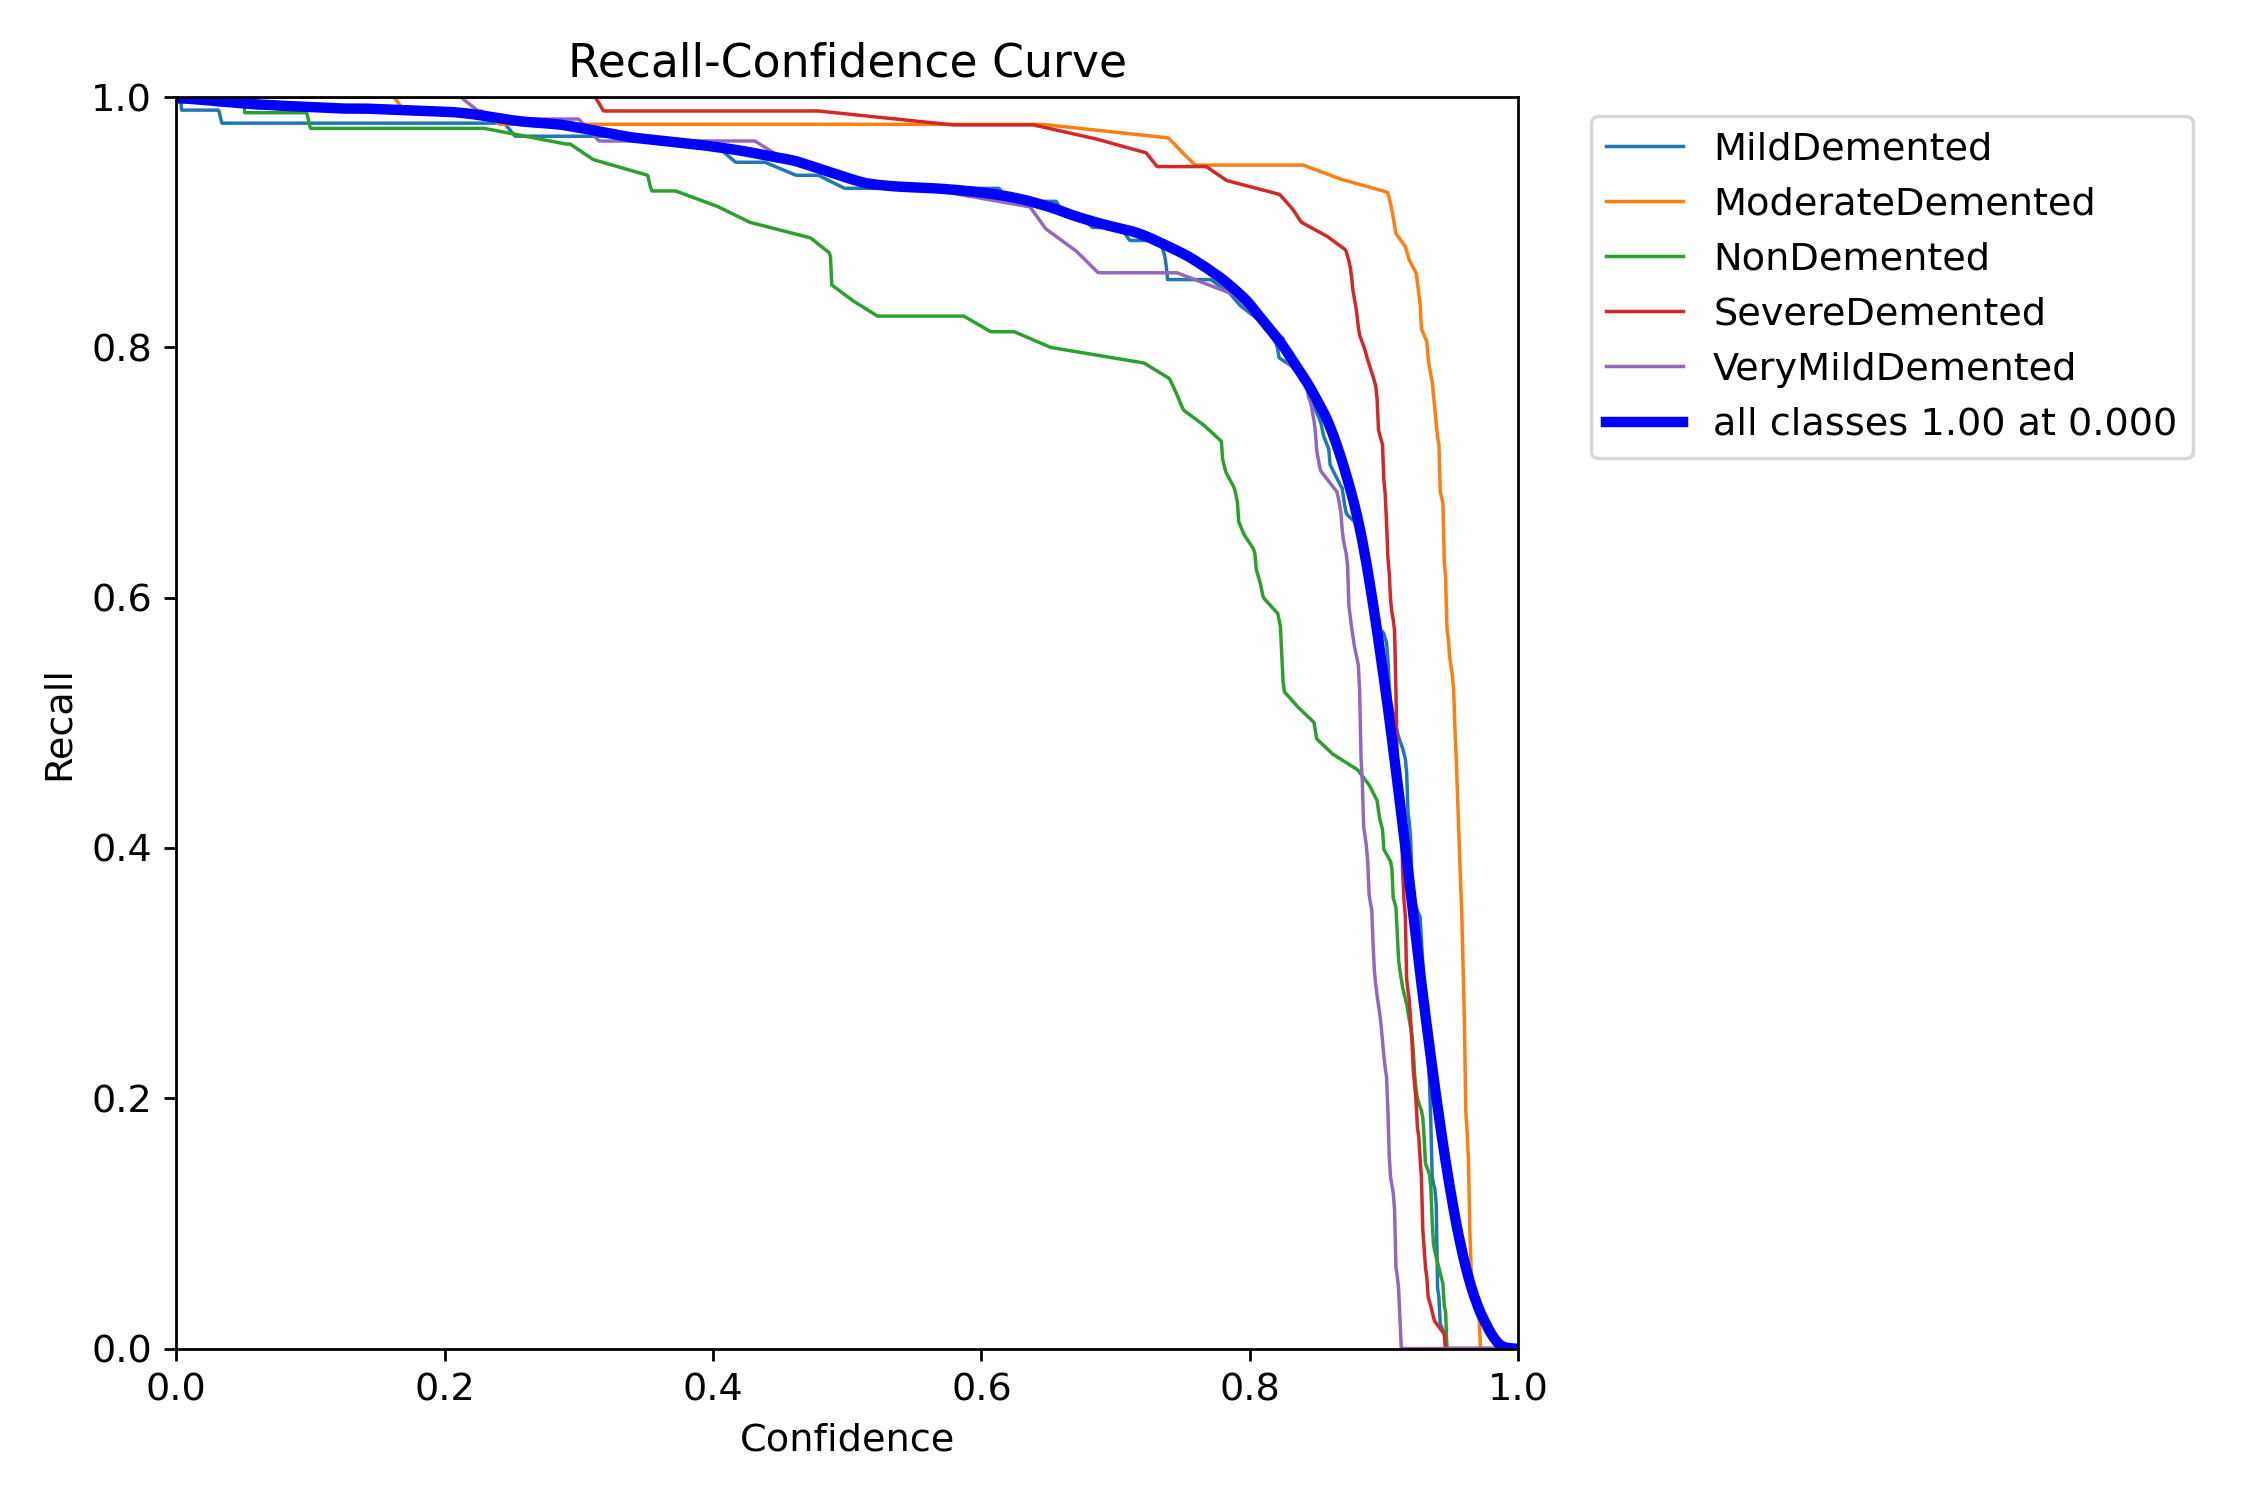 Recall-Confidence Curve
1.0
0.8
0.6
0.4
0.2
0.0
Recall
0.0
0.2
0.4
0.6
0.8
1.0
Confidence
MildDemented
ModerateDemented
NonDemented
SevereDemented
VeryMildDemented
all classes 1.00 at 0.000